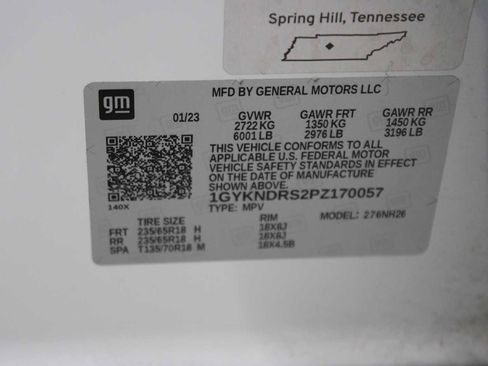 Spring Hill, Tennessee
gm
MFD BY GENERAL MOTORS LLC
01/23 GVWR GAWR FRT GAWR RR
2722 KG 1350 KG 1450 KG
6001 LB 2976 LB 3196 LB
THIS VEHICLE CONFORMS TO ALL
APPLICABLE U.S. FEDERAL MOTOR
VEHICLE SAFETY STANDARDS IN EFFECT
ON THE DATE OF MANUFACTURE
SHOWN ABOVE.
1GYKNDRS2PZ170057
140X TYPE: MPV MODEL: 276NH26
TIRE SIZE RIM
FRT 235/65R18 H 18X8J
RR 235/65R18 H 18X8J
SPA T135/70R18 M 18X4.5B